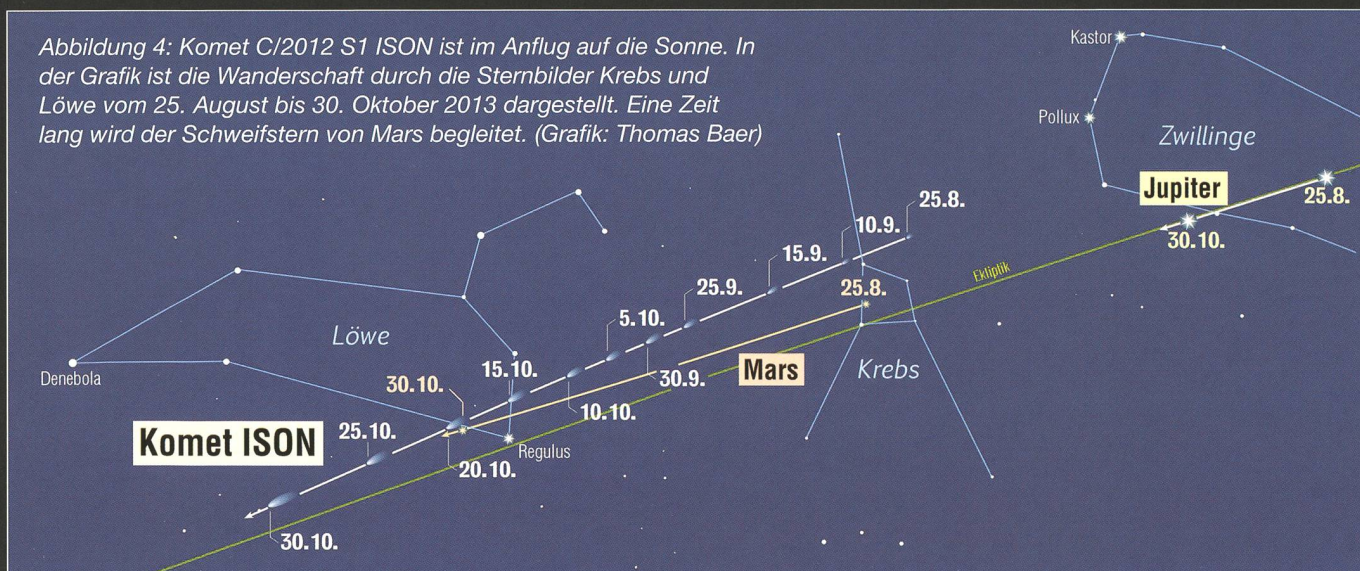 Abbildung 4: Komet C/2012 S1 ISON ist im Anflug auf die Sonne. In
der Grafik ist die Wanderschaft durch die Sternbilder Krebs und
Löwe vom 25. August bis 30. Oktober 2013 dargestellt. Eine Zeit
lang wird der Schweifstern von Mars begleitet. (Grafik: Thomas Baer)
Kastor
Pollux
Zwillinge
Jupiter
25.8.
30.10.
Ekliptik
25.8.
10.9.
15.9.
25.9.
5.10.
25.8.
Mars
Krebs
30.9.
10.10.
15.10.
30.10.
Löwe
Denebola
Regulus
20.10.
25.10.
Komet ISON
30.10.